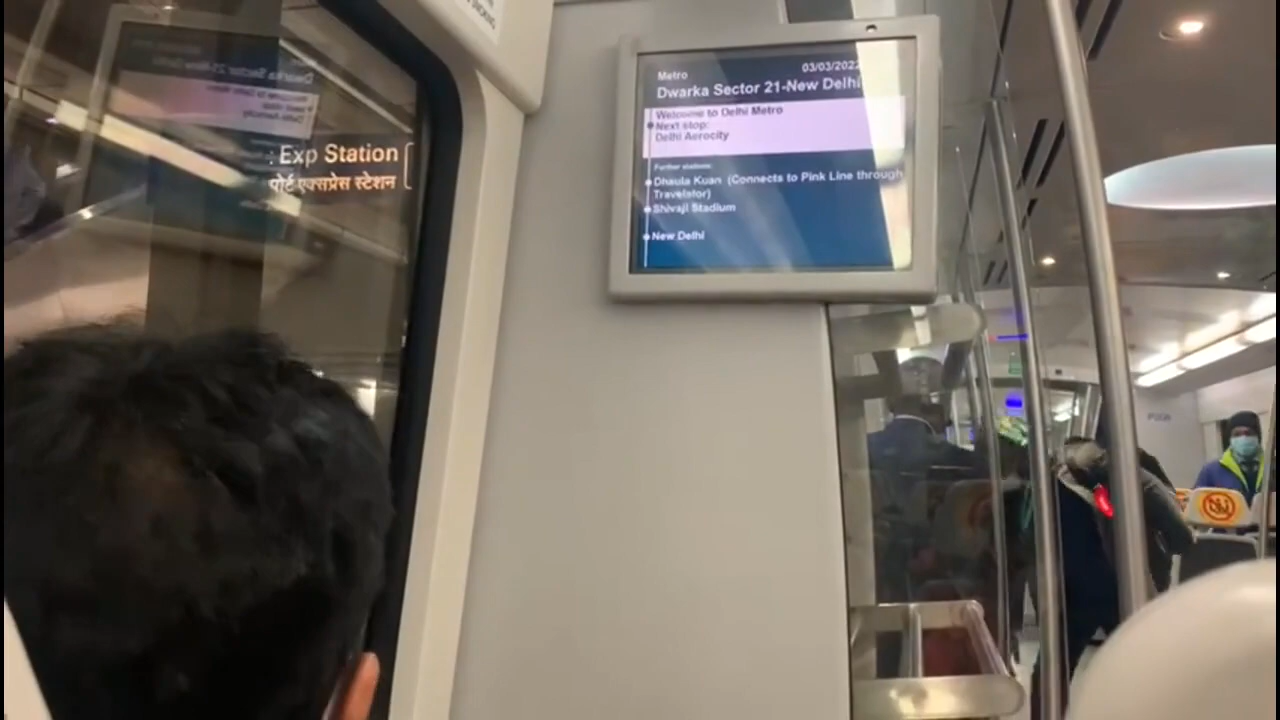 : Exp Station
पोर्ट एक्सप्रेस स्टेशन
Metro
03/03/2022
Dwarka Sector 21-New Delhi
Welcome to Delhi Metro
Next stop:
Delhi Aerocity
Further stations:
Dhaula Kuan (Connects to Pink Line through
Travelator)
Shivaji Stadium
New Delhi